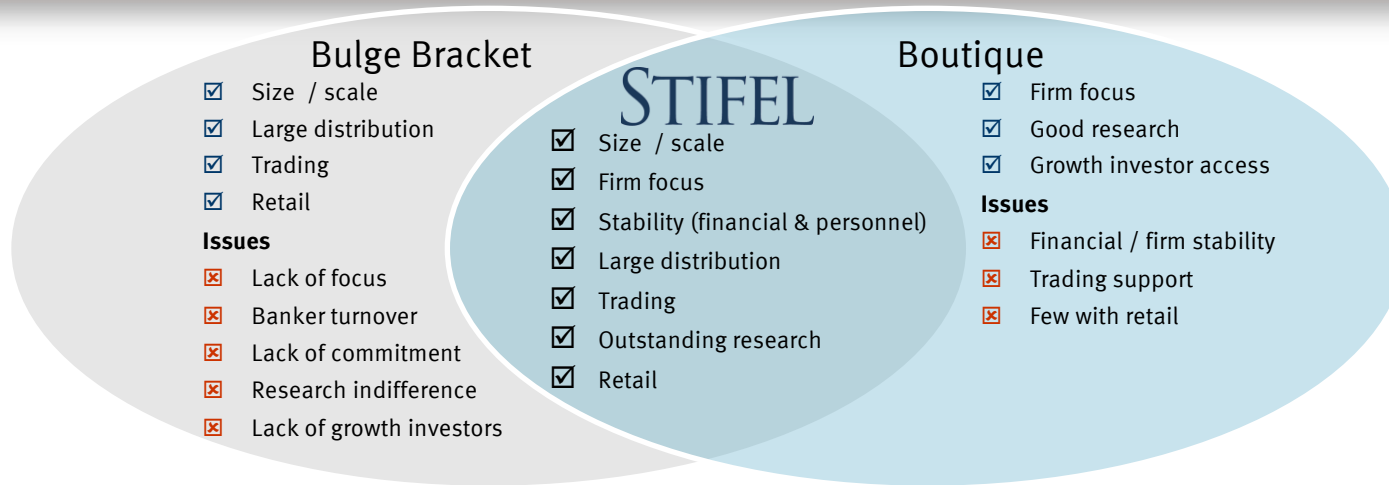 Bulge Bracket
Size / scale
Large distribution
Trading
Retail
Issues
Lack of focus
Banker turnover
Lack of commitment
Research indifference
Lack of growth investors
STIFEL
Size / scale
Firm focus
Stability (financial & personnel)
Large distribution
Trading
Outstanding research
Retail
Boutique
Firm focus
Good research
Growth investor access
Issues
Financial / firm stability
Trading support
Few with retail